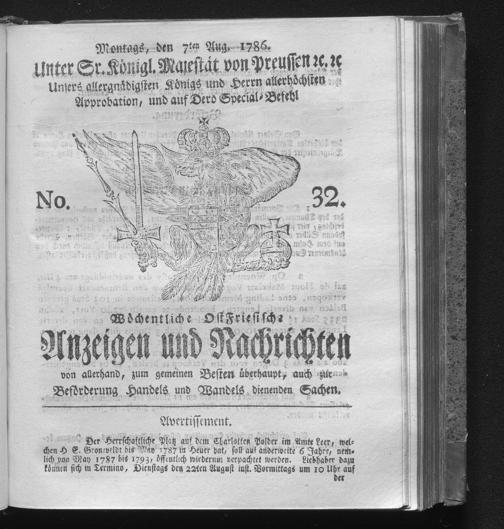 Montags, den 7ten Aug. 1786.
Unter Sr. Königl. Majestät von Preussen ꝛc. ꝛc
Unsers allergnädigsten Königs und Herrn allerhöchsten
Approbation, und auf Dero Special-Befehl
No. 32.
Wöchentliche Ostfriesische
Anzeigen und Nachrichten
von allerhand, zum gemeinen Besten überhaupt, auch zur
Beförderung Handels und Wandels dienenden Sachen.
Avertissement.
Der Herrschaftliche Platz auf dem Charlotten Polder im Amte Leer, wel-
chen H S. Gronewold bis May 1787 in Heuer hat, soll auf anderweite 6 Jahre, nem-
lich von May 1787 bis 1793, öffentlich wiederum verpachtet werden. Liebhaber dazu
können sich in Termino, Dienstags den 22ten August inst. Vormittags um 10 Uhr auf
der